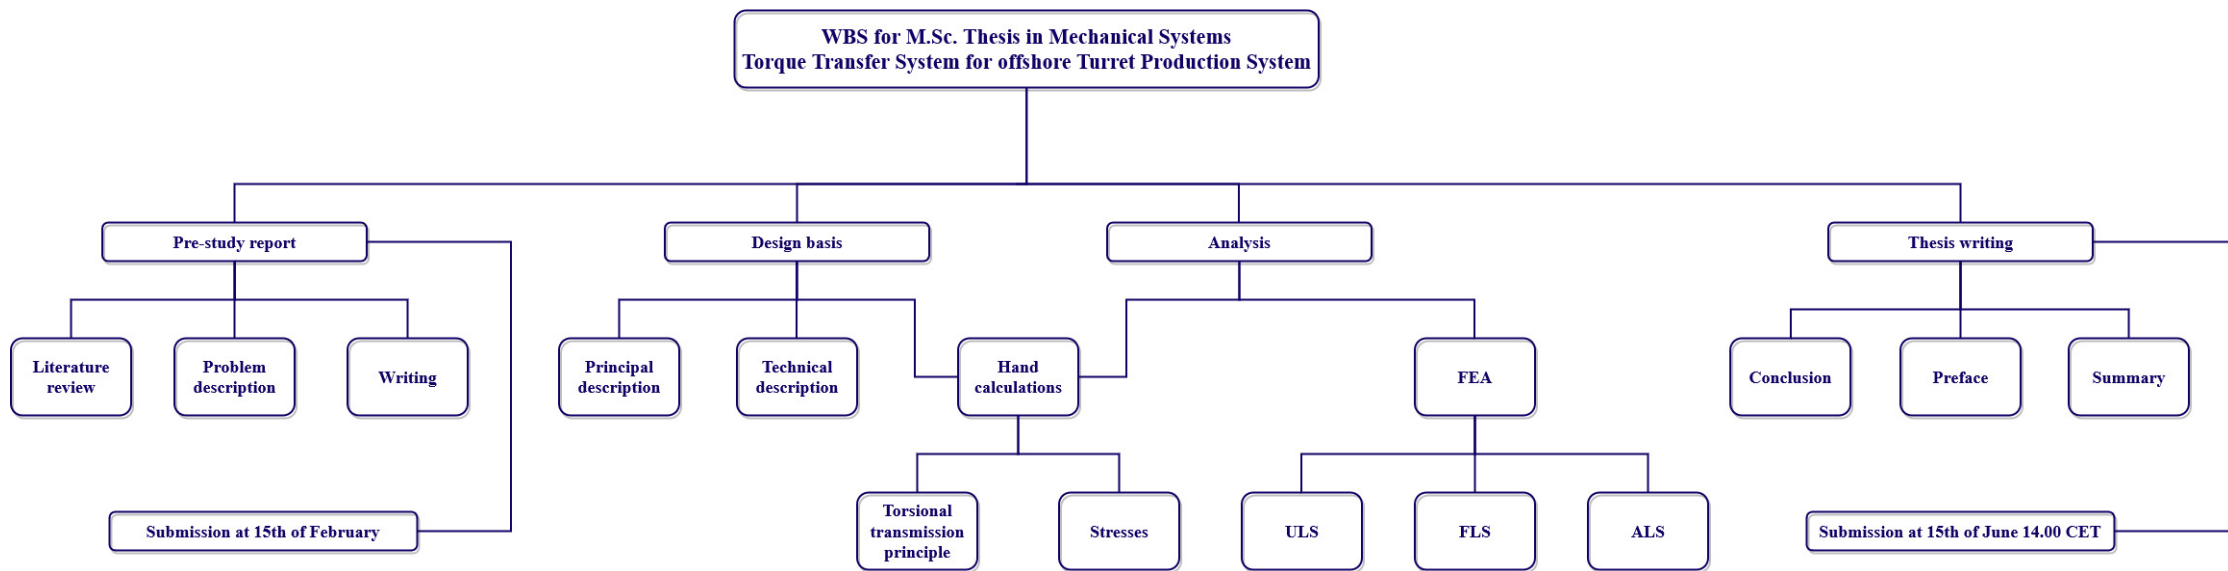 WBS for M.Sc. Thesis in Mechanical Systems
Torque Transfer System for offshore Turret Production System
Pre-study report
Design basis
Analysis
Thesis writing
Literature
review
Problem
description
Writing
Principal
description
Technical
description
Hand
calculations
FEA
Conclusion
Preface
Summary
Submission at 15th of February
Torsional
transmission
principle
Stresses
ULS
FLS
ALS
Submission at 15th of June 14.00 CET